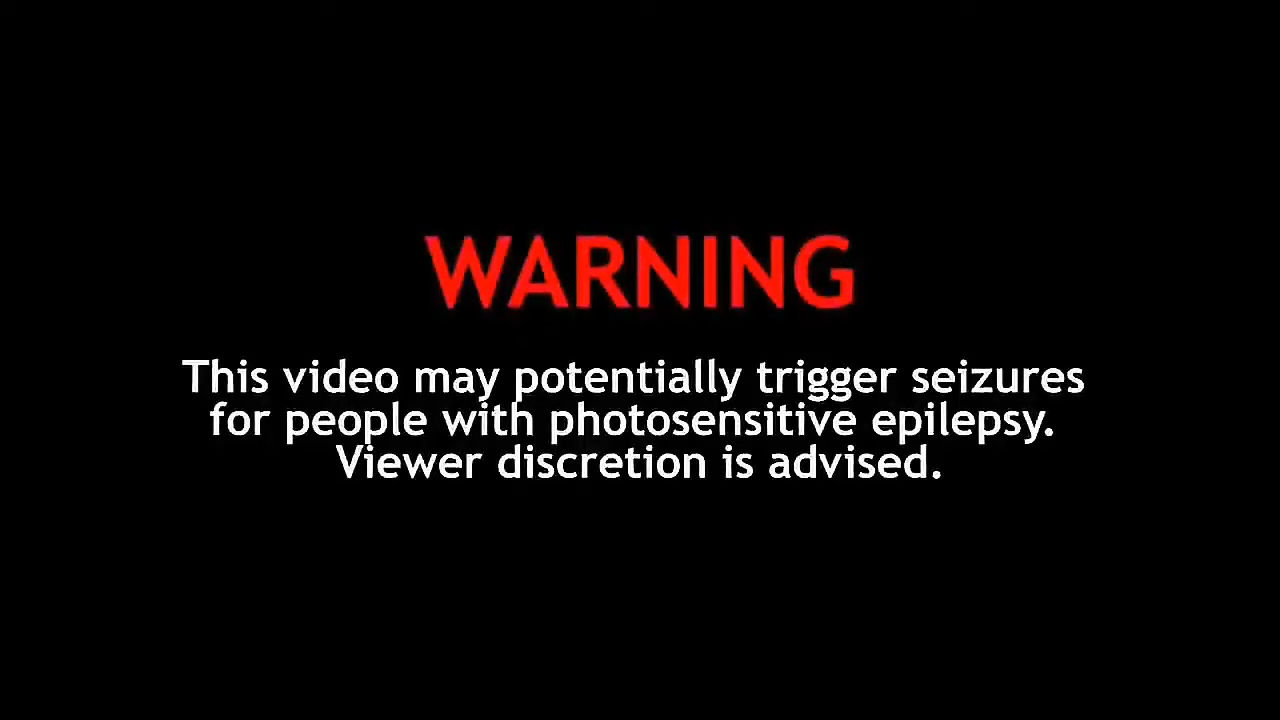 WARNING
This video may potentially trigger seizures
for people with photosensitive epilepsy.
Viewer discretion is advised.